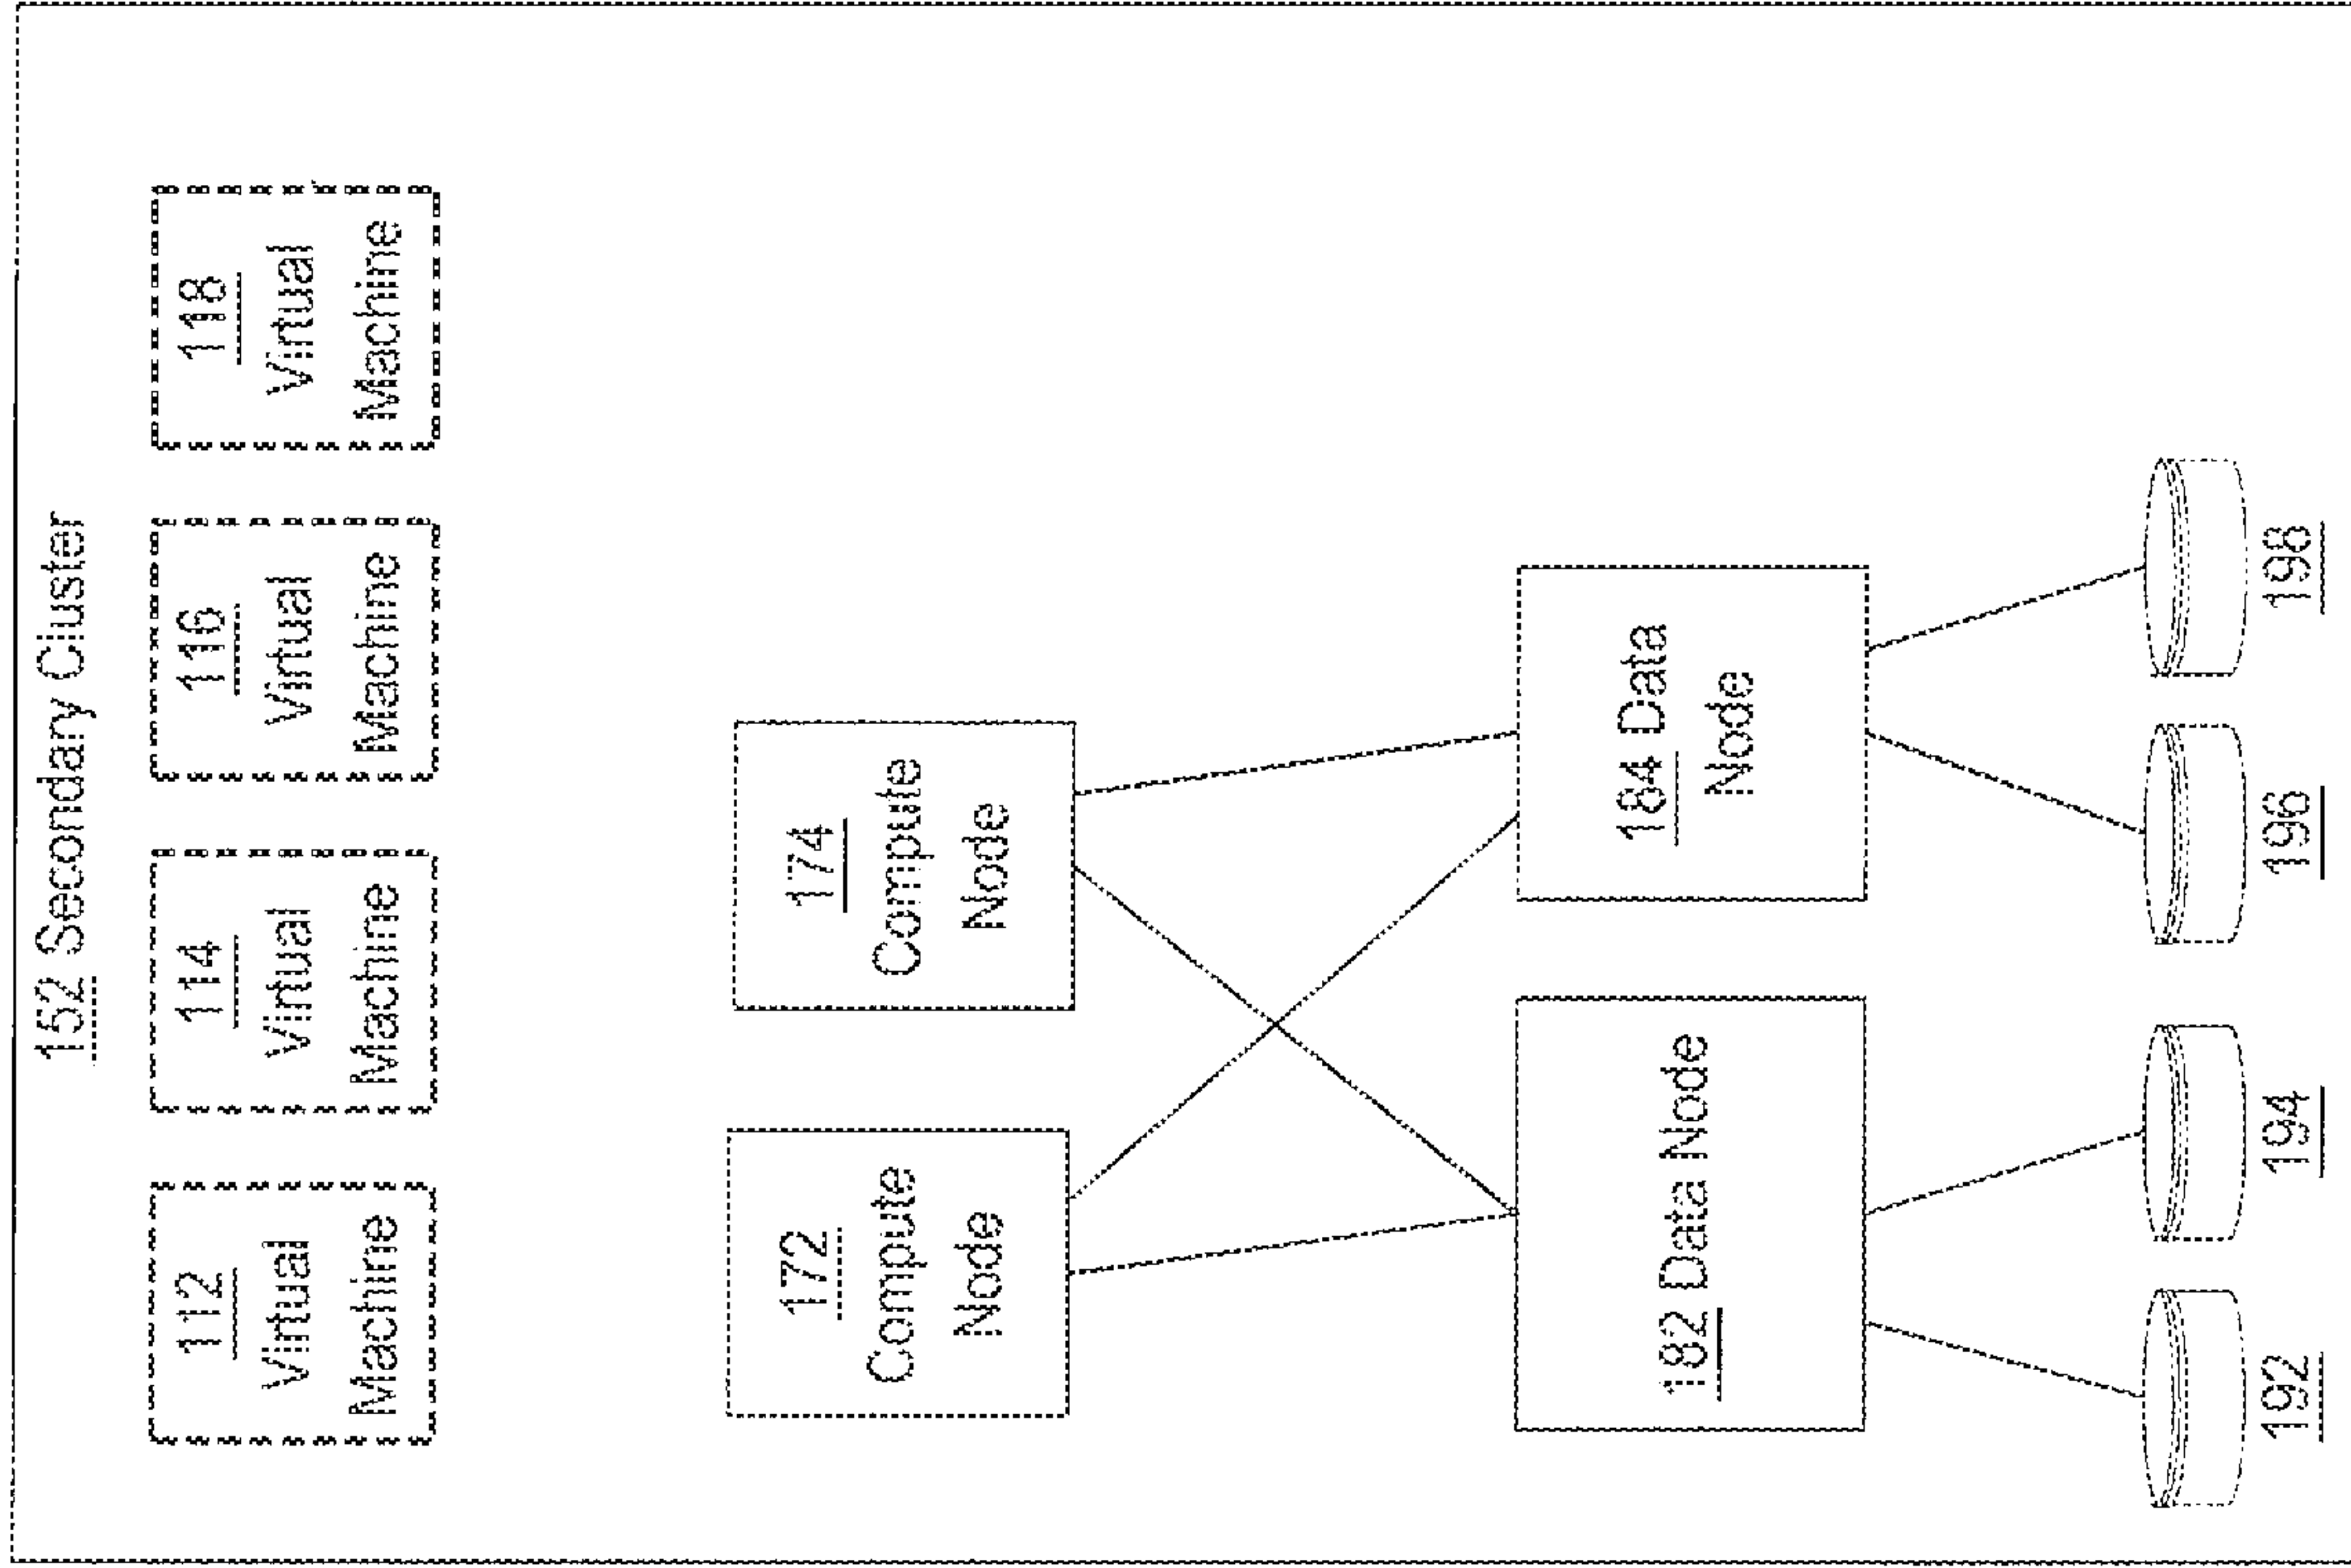 152 Secondary Cluster
112
Virtual
Machine
114
Virtual
Machine
116
Virtual
Machine
118
Virtual
Machine
172
Compute
Node
174
Compute
Node
182 Data Node
184 Data
Node
192
194
196
198